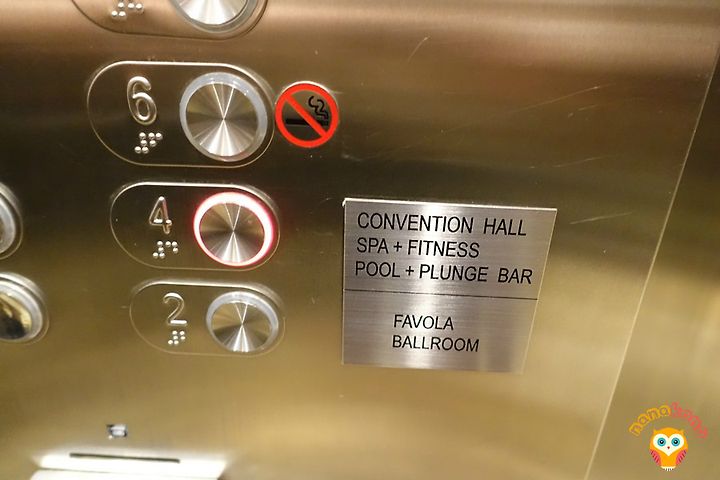 6
4
CONVENTION HALL
SPA + FITNESS
POOL + PLUNGE BAR
2
FAVOLA
BALLROOM